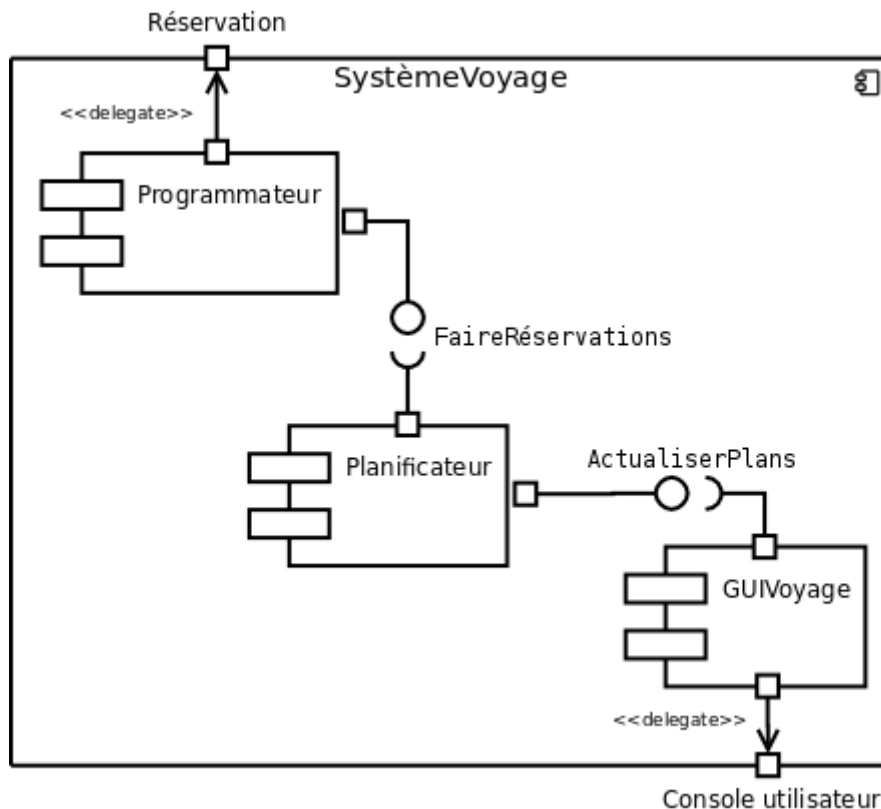 Réservation
SystèmeVoyage
<<delegate>>
Programmateur
FaireRéservations
ActualiserPlans
Planificateur
GUIVoyage
<<delegate>>
Console utilisateur